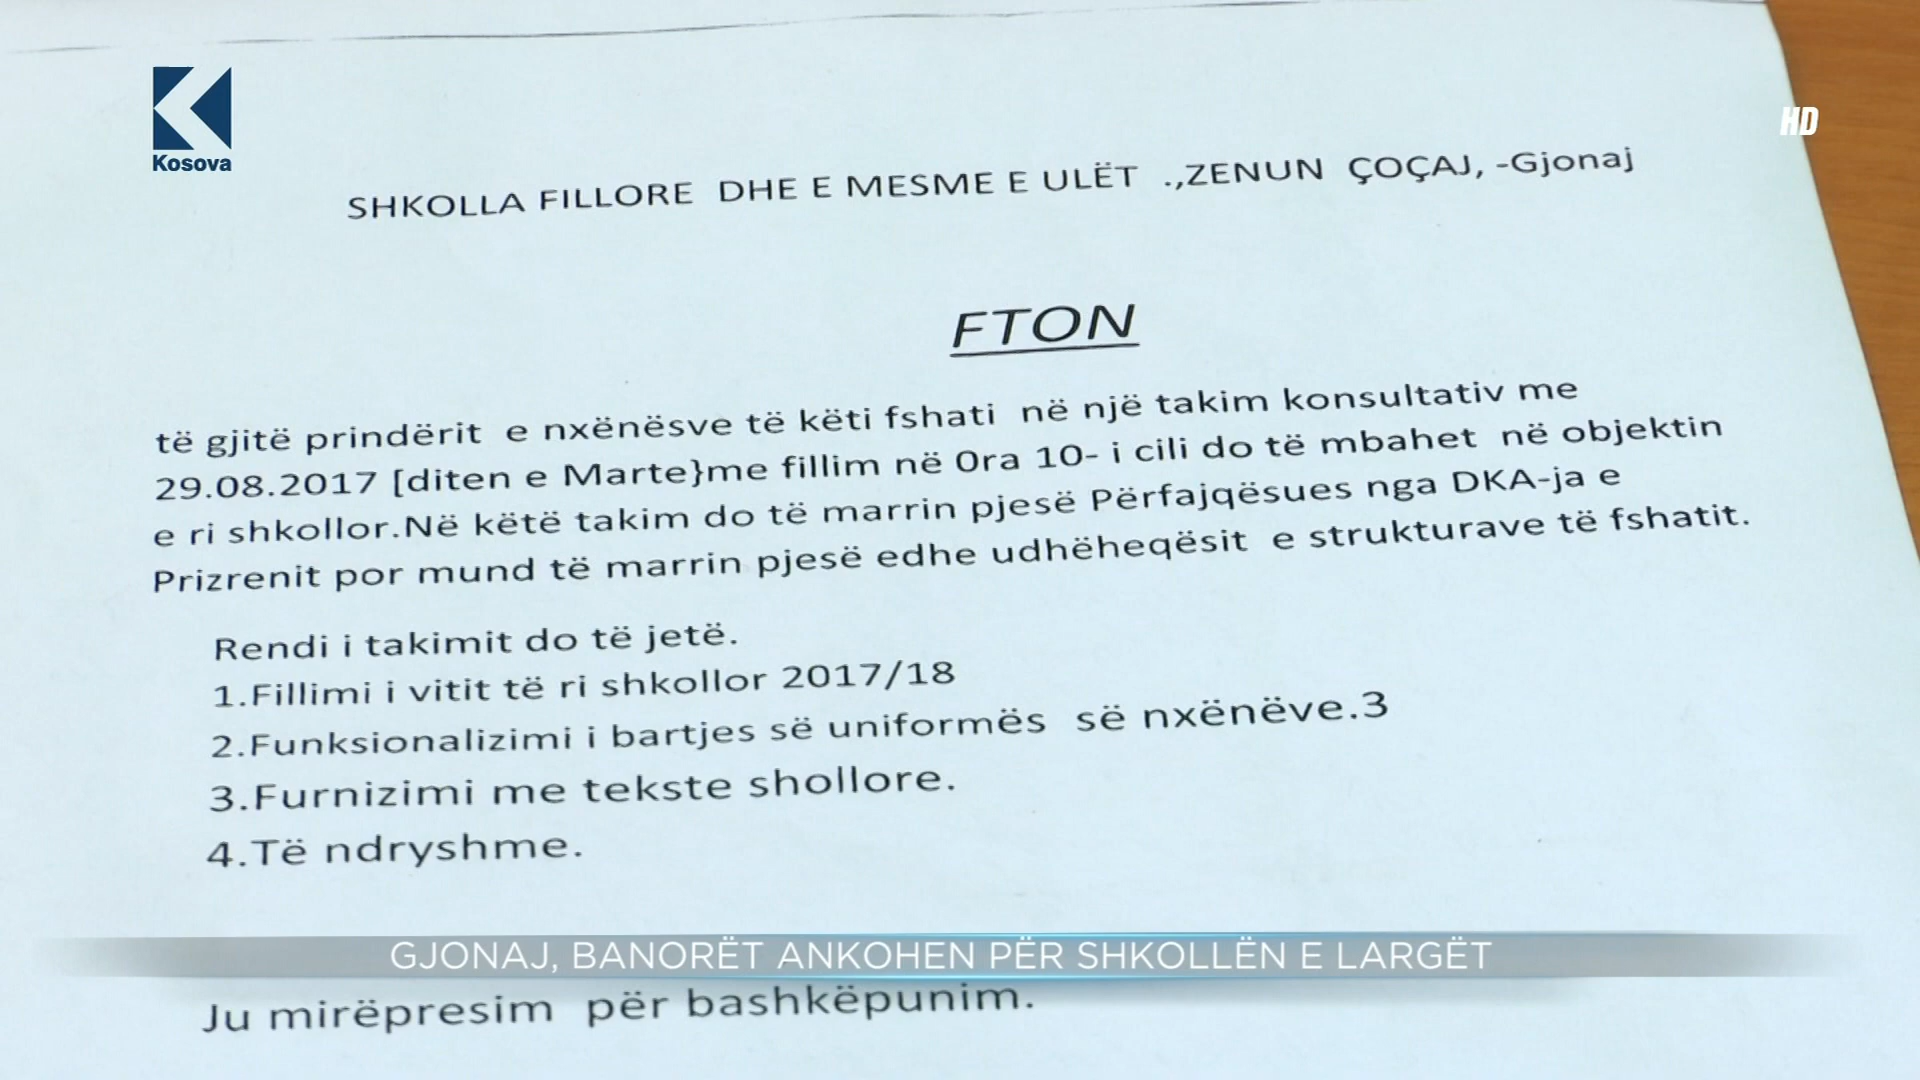 Kosova
HD
SHKOLLA FILLORE DHE E MESME E ULËT .,ZENUN ÇOÇAJ, -Gjonaj
FTON
të gjitë prindërit e nxënësve të këti fshati në një takim konsultativ me
29.08.2017 [diten e Marte}me fillim në Ora 10- i cili do të mbahet në objektin
e ri shkollor.Në këtë takim do të marrin pjesë Përfajqësues nga DKA-ja e
Prizrenit por mund të marrin pjesë edhe udhëheqësit e strukturave të fshatit.
Rendi i takimit do të jetë.
1.Fillimi i vitit të ri shkollor 2017/18
2.Funksionalizimi i bartjes së uniformës së nxënëve.3
3.Furnizimi me tekste shollore.
4.Të ndryshme.
GJONAJ, BANORËT ANKOHEN PËR SHKOLLËN E LARGËT
Ju mirëpresim për bashkëpunim.